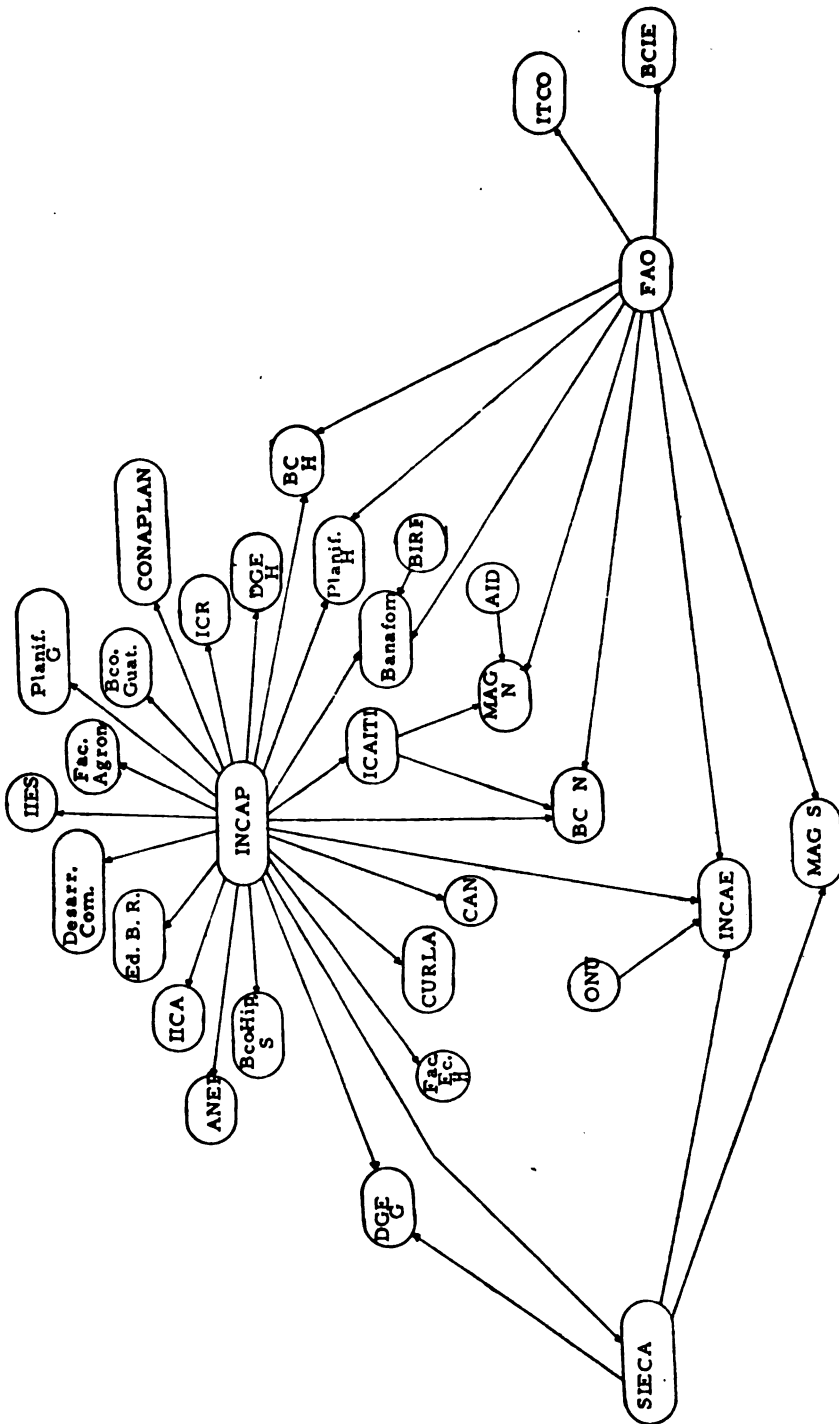 IIES
Planif.
G
Desarr.
Com.
Fac.
Agron
Bco.
Guat.
Ed. B. R.
CONAPLAN
IICA
ICR
ANEP
BcoHip
S
INCAP
DGE
H
BC
H
Planif.
H
ICAITI
DGE
G
Banafom
BIRF
CURLA
Fac
Ec.
H
CAN
AID
MAG
N
ITCO
BC N
ONU
SIECA
FAO
BCIE
INCAE
MAG S